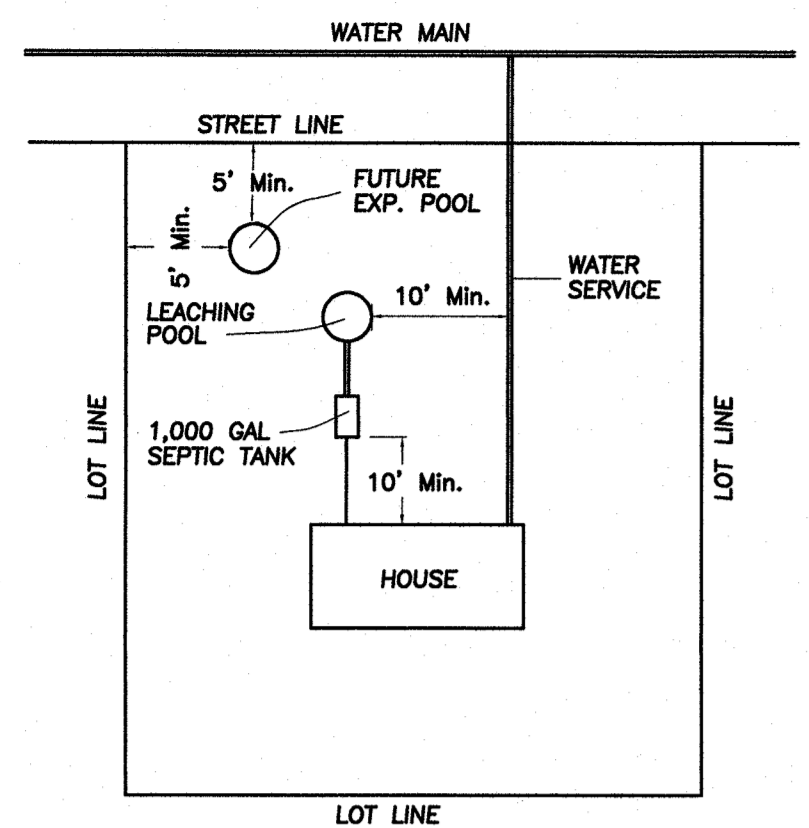 WATER MAIN
STREET LINE
5' Min.
FUTURE
EXP. POOL
5' Min.
WATER
SERVICE
10' Min.
LEACHING
POOL
LOT LINE
1,000 GAL
SEPTIC TANK
LOT LINE
10' Min.
HOUSE
LOT LINE